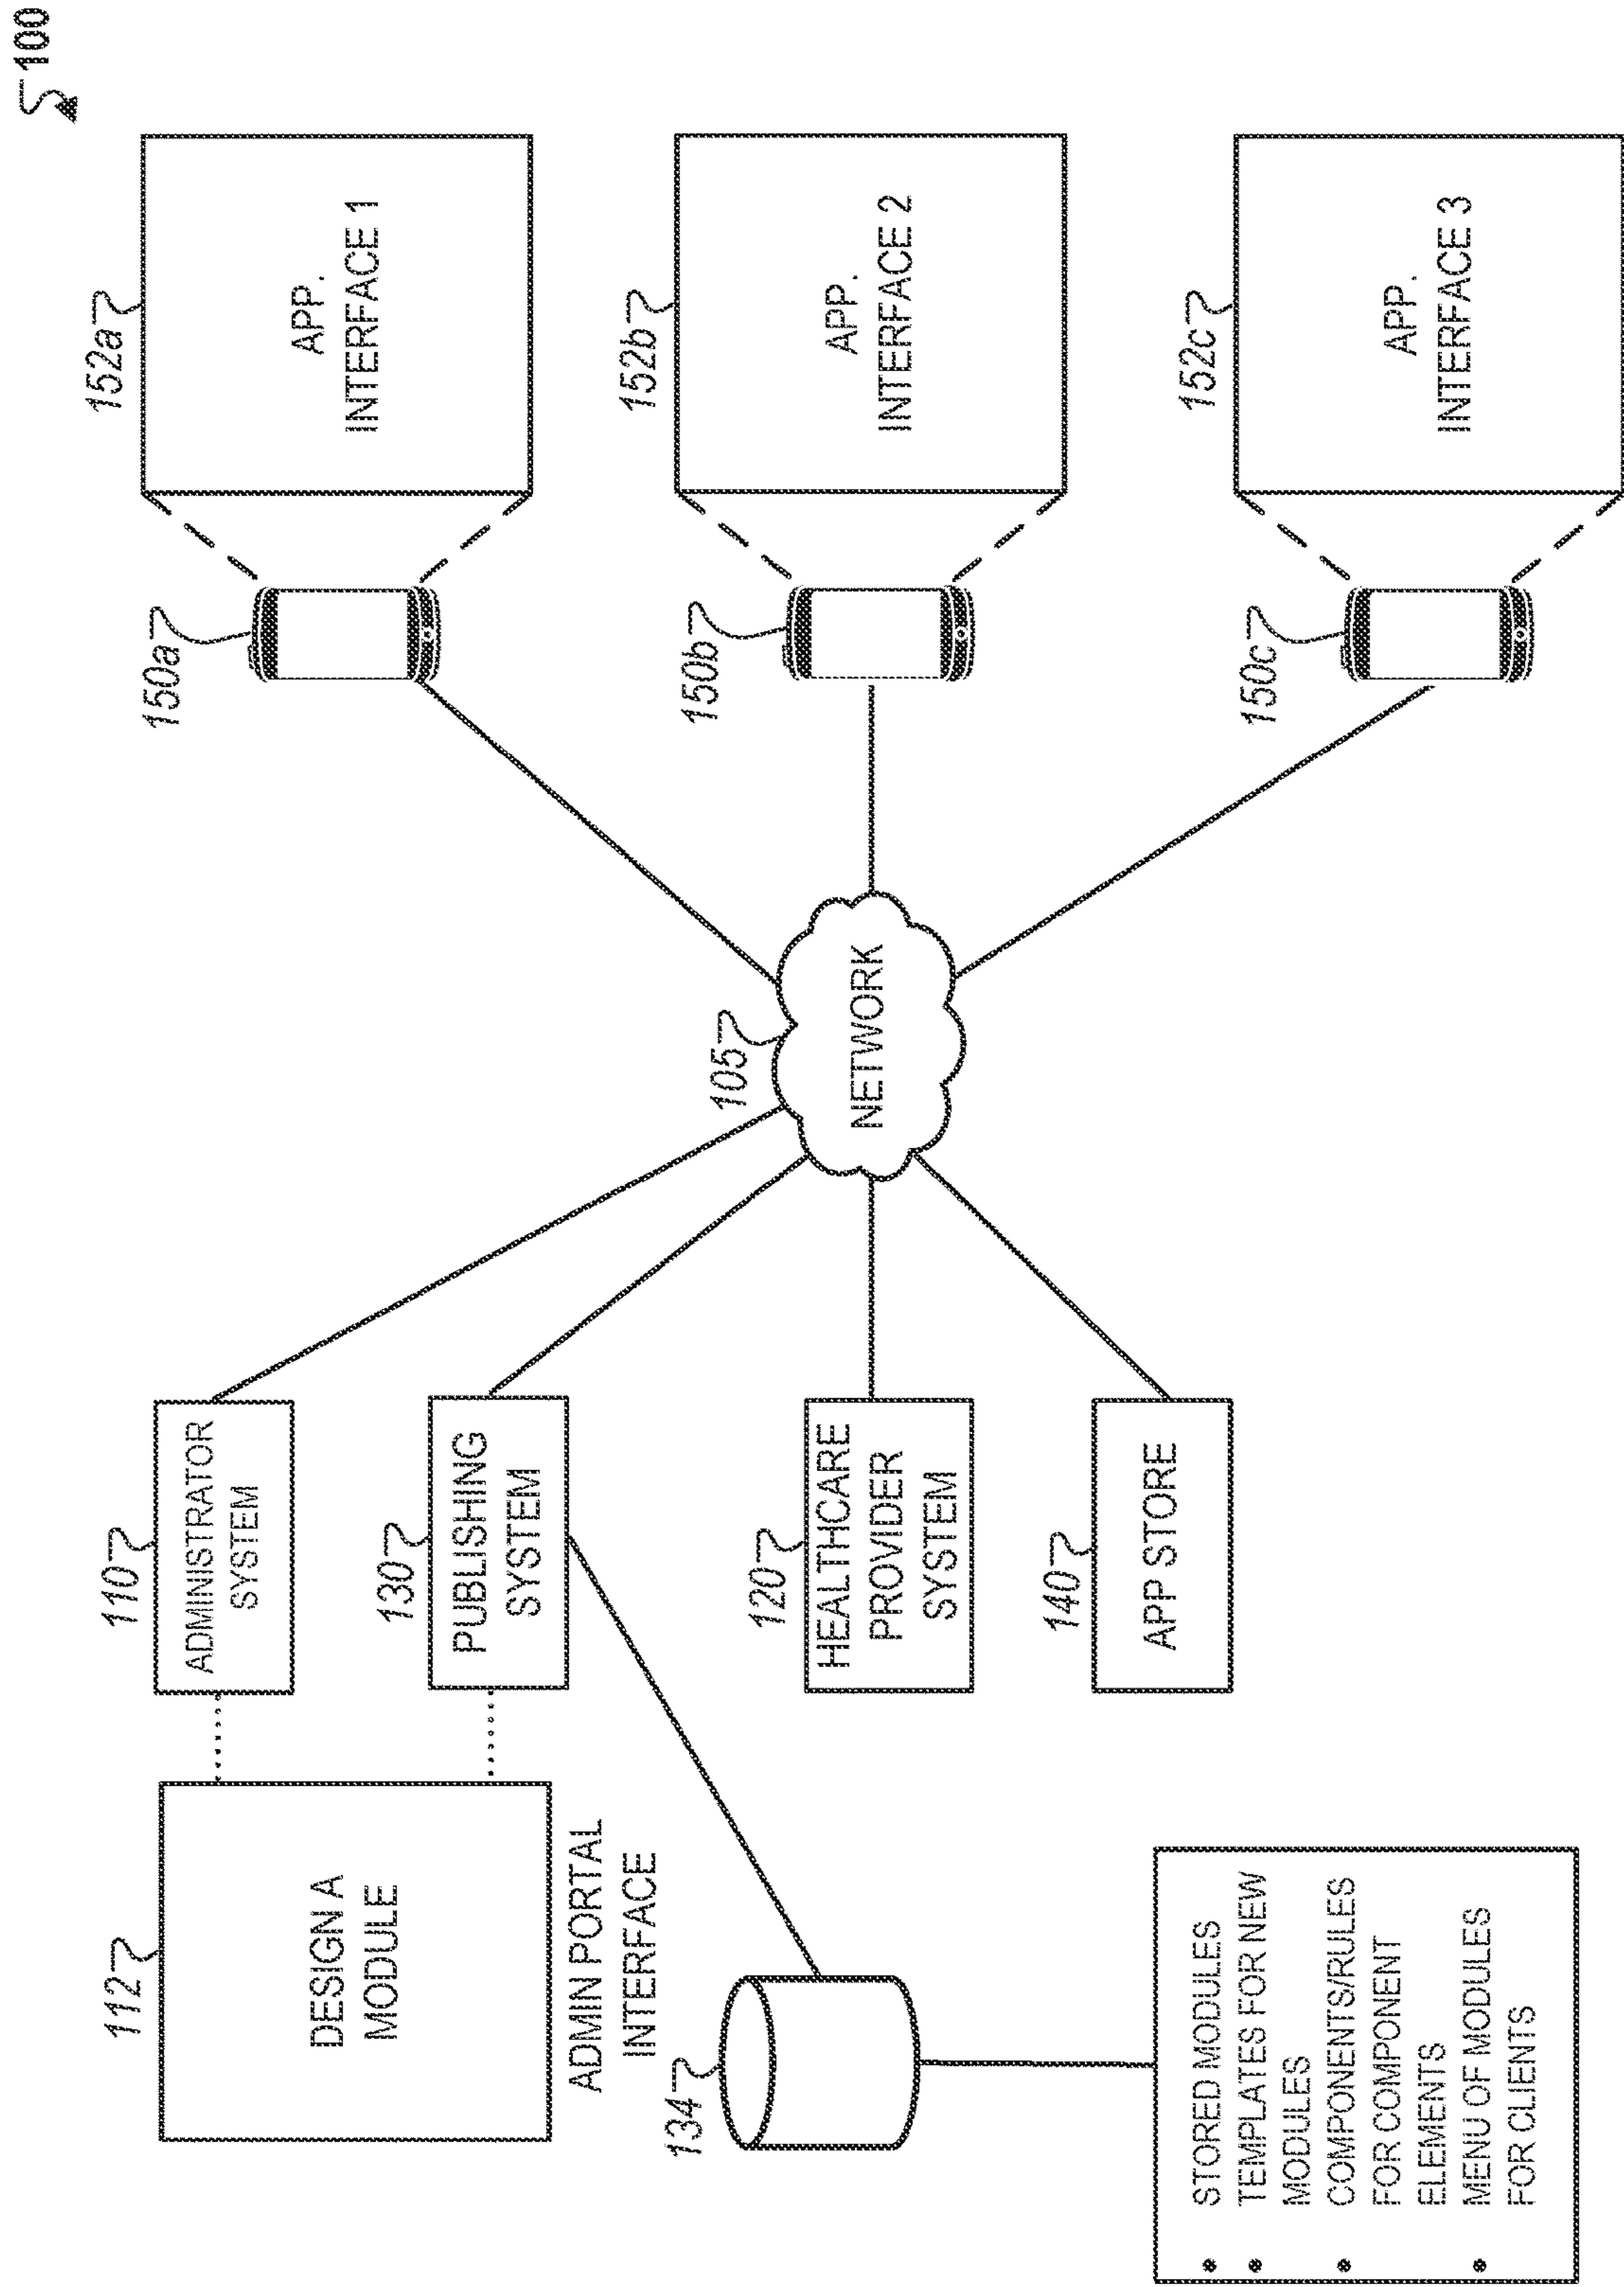 100
112
DESIGN A
MODULE
ADMIN PORTAL
INTERFACE
110
ADMINISTRATOR
SYSTEM
130
PUBLISHING
SYSTEM
134
• STORED MODULES
• TEMPLATES FOR NEW
MODULES
• COMPONENTS/RULES
FOR COMPONENT
ELEMENTS
• MENU OF MODULES
FOR CLIENTS
120
HEALTHCARE
PROVIDER
SYSTEM
140
APP STORE
105
NETWORK
150a
152a
APP.
INTERFACE 1
150b
152b
APP.
INTERFACE 2
150c
152c
APP.
INTERFACE 3